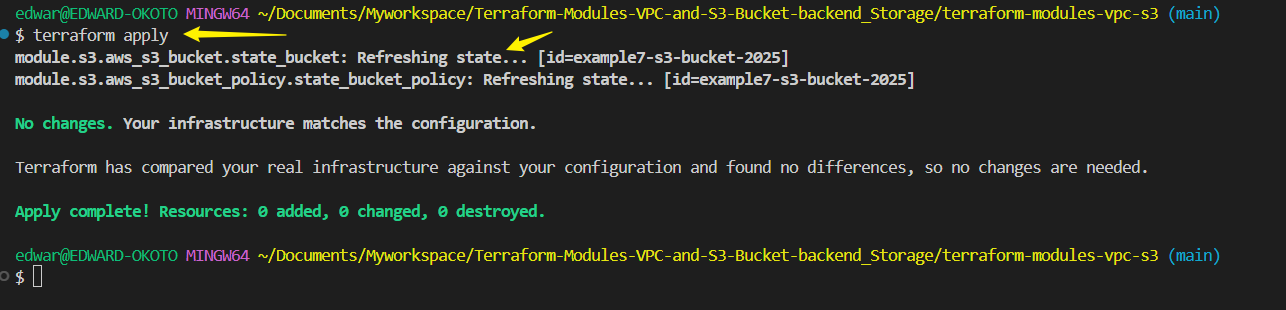 edwar@EDWARD-OKOTO MINGW64 ~/Documents/Myworkspace/Terraform-Modules-VPC-and-S3-Bucket-backend_Storage/terraform-modules-vpc-s3 (main)
$ terraform apply
module.s3.aws_s3_bucket.state_bucket: Refreshing state... [id=example7-s3-bucket-2025]
module.s3.aws_s3_bucket_policy.state_bucket_policy: Refreshing state... [id=example7-s3-bucket-2025]
No changes. Your infrastructure matches the configuration.
Terraform has compared your real infrastructure against your configuration and found no differences, so no changes are needed.
Apply complete! Resources: 0 added, 0 changed, 0 destroyed.
edwar@EDWARD-OKOTO MINGW64 ~/Documents/Myworkspace/Terraform-Modules-VPC-and-S3-Bucket-backend_Storage/terraform-modules-vpc-s3 (main)
$